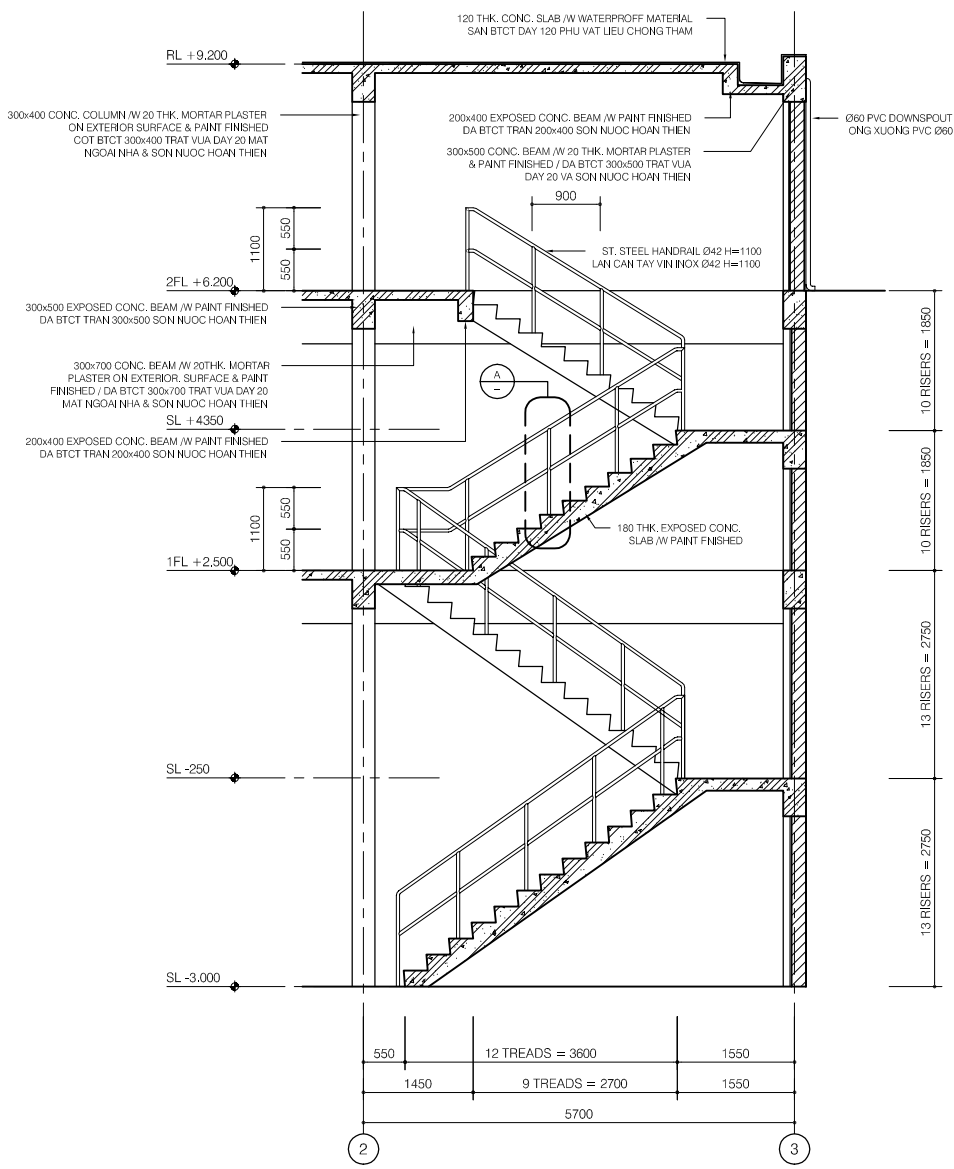 120 THK. CONC. SLAB /W WATERPROFF MATERIAL
SAN BTCT DAY 120 PHU VAT LIEU CHONG THAM
RL +9.200
300x400 CONC. COLUMN /W 20 THK. MORTAR PLASTER
ON EXTERIOR SURFACE & PAINT FINISHED
COT BTCT 300x400 TRAT VUA DAY 20 MAT
NGOAI NHA & SON NUOC HOAN THIEN
200x400 EXPOSED CONC. BEAM /W PAINT FINISHED
DA BTCT TRAN 200x400 SON NUOC HOAN THIEN
Ø60 PVC DOWNSPOUT
ONG XUONG PVC Ø60
300x500 CONC. BEAM /W 20 THK. MORTAR PLASTER
& PAINT FINISHED / DA BTCT 300x500 TRAT VUA
DAY 20 VA SON NUOC HOAN THIEN
900
1100
550
550
ST. STEEL HANDRAIL Ø42 H=1100
LAN CAN TAY VIN INOX Ø42 H=1100
2FL +6.200
300x500 EXPOSED CONC. BEAM /W PAINT FINISHED
DA BTCT TRAN 300x500 SON NUOC HOAN THIEN
10 RISERS = 1850
300x700 CONC. BEAM /W 20THK. MORTAR
PLASTER ON EXTERIOR. SURFACE & PAINT
FINISHED / DA BTCT 300x700 TRAT VUA DAY 20
MAT NGOAI NHA & SON NUOC HOAN THIEN
A
–
SL +4350
200x400 EXPOSED CONC. BEAM /W PAINT FINISHED
DA BTCT TRAN 200x400 SON NUOC HOAN THIEN
10 RISERS = 1850
1100
550
550
180 THK. EXPOSED CONC.
SLAB /W PAINT FNISHED
1FL +2.500
13 RISERS = 2750
SL -250
13 RISERS = 2750
SL -3.000
550 12 TREADS = 3600 1550
1450 9 TREADS = 2700 1550
5700
2 3